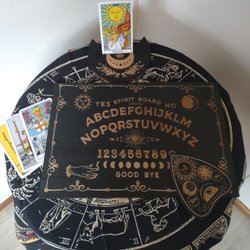 YES SPIRIT BOARD NO
ABCDEFGHIJKLM
NOPQRSTUVWXYZ
1234567890
GOOD BYE